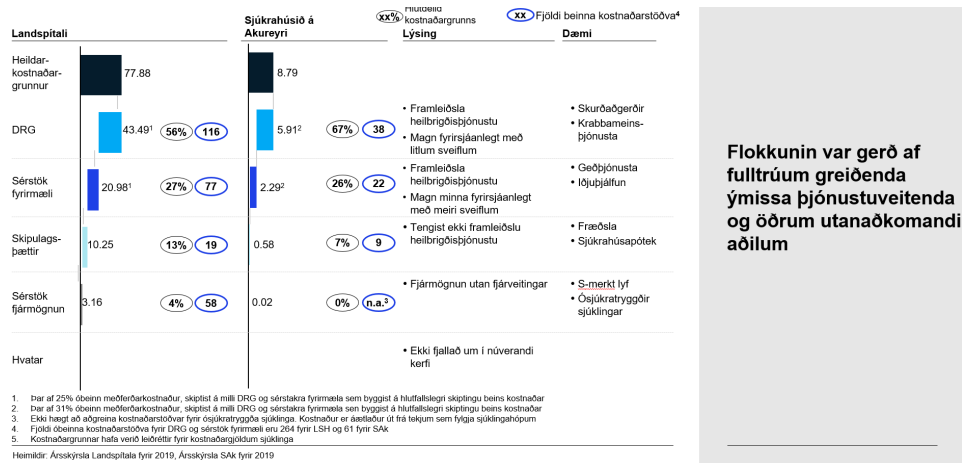 Hlutdeild
xx% kostnaðargrunns
xx Fjöldi beinna kostnaðarstöðva4
Landspítali
Sjúkrahúsið á
Akureyri
Lýsing
Dæmi
Heildar-
kostnaðar-
grunnur
77.88
8.79
DRG
43.491
56%
116
5.912
67%
38
• Framleiðsla
heilbrigðisþjónustu
• Magn fyrirsjáanlegt með
litlum sveiflum
• Skurðaðgerðir
• Krabbameins-
þjónusta
Sérstök
fyrirmæli
20.981
27%
77
2.292
26%
22
• Framleiðsla
heilbrigðisþjónustu
• Magn minna fyrirsjáanlegt
með meiri sveiflum
• Geðþjónusta
• Iðjuþjálfun
Skipulags-
þættir
10.25
13%
19
0.58
7%
9
• Tengist ekki framleiðslu
heilbrigðisþjónustu
• Fræðsla
• Sjúkrahúsapótek
Sérstök
fjármögnun
3.16
4%
58
0.02
0%
n.a.3
• Fjármögnun utan fjárveitingar
• S-merkt lyf
• Ósjúkratryggðir
sjúklingar
Hvatar
• Ekki fjallað um í núverandi
kerfi
1. Þar af 25% óbeinn meðferðarkostnaður, skiptist á milli DRG og sérstakra fyrirmæla sem byggist á hlutfallslegri skiptingu beins kostnaðar
2. Þar af 31% óbeinn meðferðarkostnaður, skiptist á milli DRG og sérstakra fyrirmæla sen byggist á hlutfallslegri skiptingu beins kostnaðar
3. Ekki hægt að aðgreina kostnaðarstöðvar fyrir ósjúkratryggða sjúklinga. Kostnaður er áætlaður út frá tekjum sem fylgja sjúklingahópum
4. Fjöldi óbeinna kostnaðarstöðva fyrir DRG og sérstök fyrirmæli eru 264 fyrir LSH og 61 fyrir SAk
5. Kostnaðargrunnar hafa verið leiðréttir fyrir kostnaðargjöldum sjúklinga
Heimildir: Ársskýrsla Landspítala fyrir 2019, Ársskýrsla SAk fyrir 2019
Flokkunin var gerð af
fulltrúum greiðenda
ýmissa þjónustuveitenda
og öðrum utanaðkomandi
aðilum